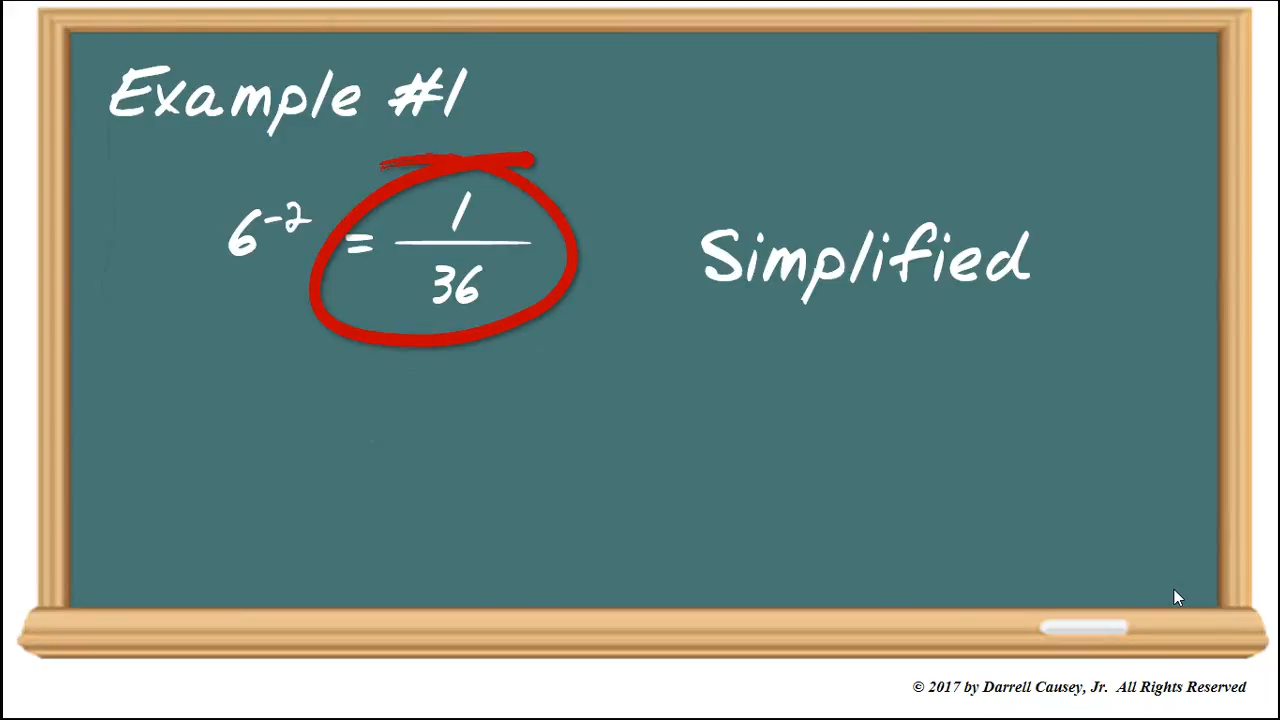 Example #1
6⁻² = 1/36
Simplified
© 2017 by Darrell Causey, Jr. All Rights Reserved